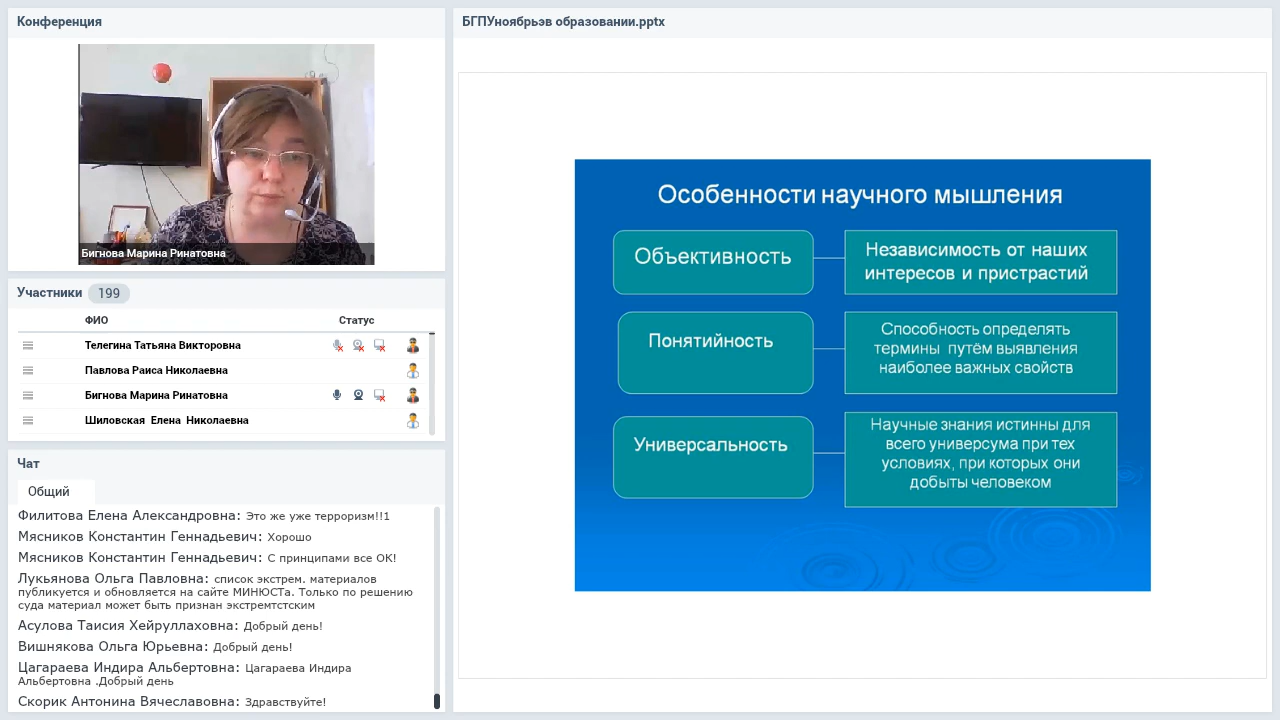 Конференция
Бигнова Марина Ринатовна
Участники 199
ФИО Статус
Телегина Татьяна Викторовна
Павлова Раиса Николаевна
Бигнова Марина Ринатовна
Шиловская Елена Николаевна
Чат
Общий
Филитова Елена Александровна: Это же уже терроризм!!1
Мясников Константин Геннадьевич: Хорошо
Мясников Константин Геннадьевич: С принципами все ОК!
Лукьянова Ольга Павловна: список экстрем. материалов
публикуется и обновляется на сайте МИНЮСТа. Только по решению
суда материал может быть признан экстремтстским
Асулова Таисия Хейруллаховна: Добрый день!
Вишнякова Ольга Юрьевна: Добрый день!
Цагараева Индира Альбертовна: Цагараева Индира
Альбертовна .Добрый день
Скорик Антонина Вячеславовна: Здравствуйте!
БГПУноябрьэв образовании.pptx
Особенности научного мышления
Объективность
Независимость от наших
интересов и пристрастий
Понятийность
Способность определять
термины путём выявления
наиболее важных свойств
Универсальность
Научные знания истинны для
всего универсума при тех
условиях, при которых они
добыты человеком